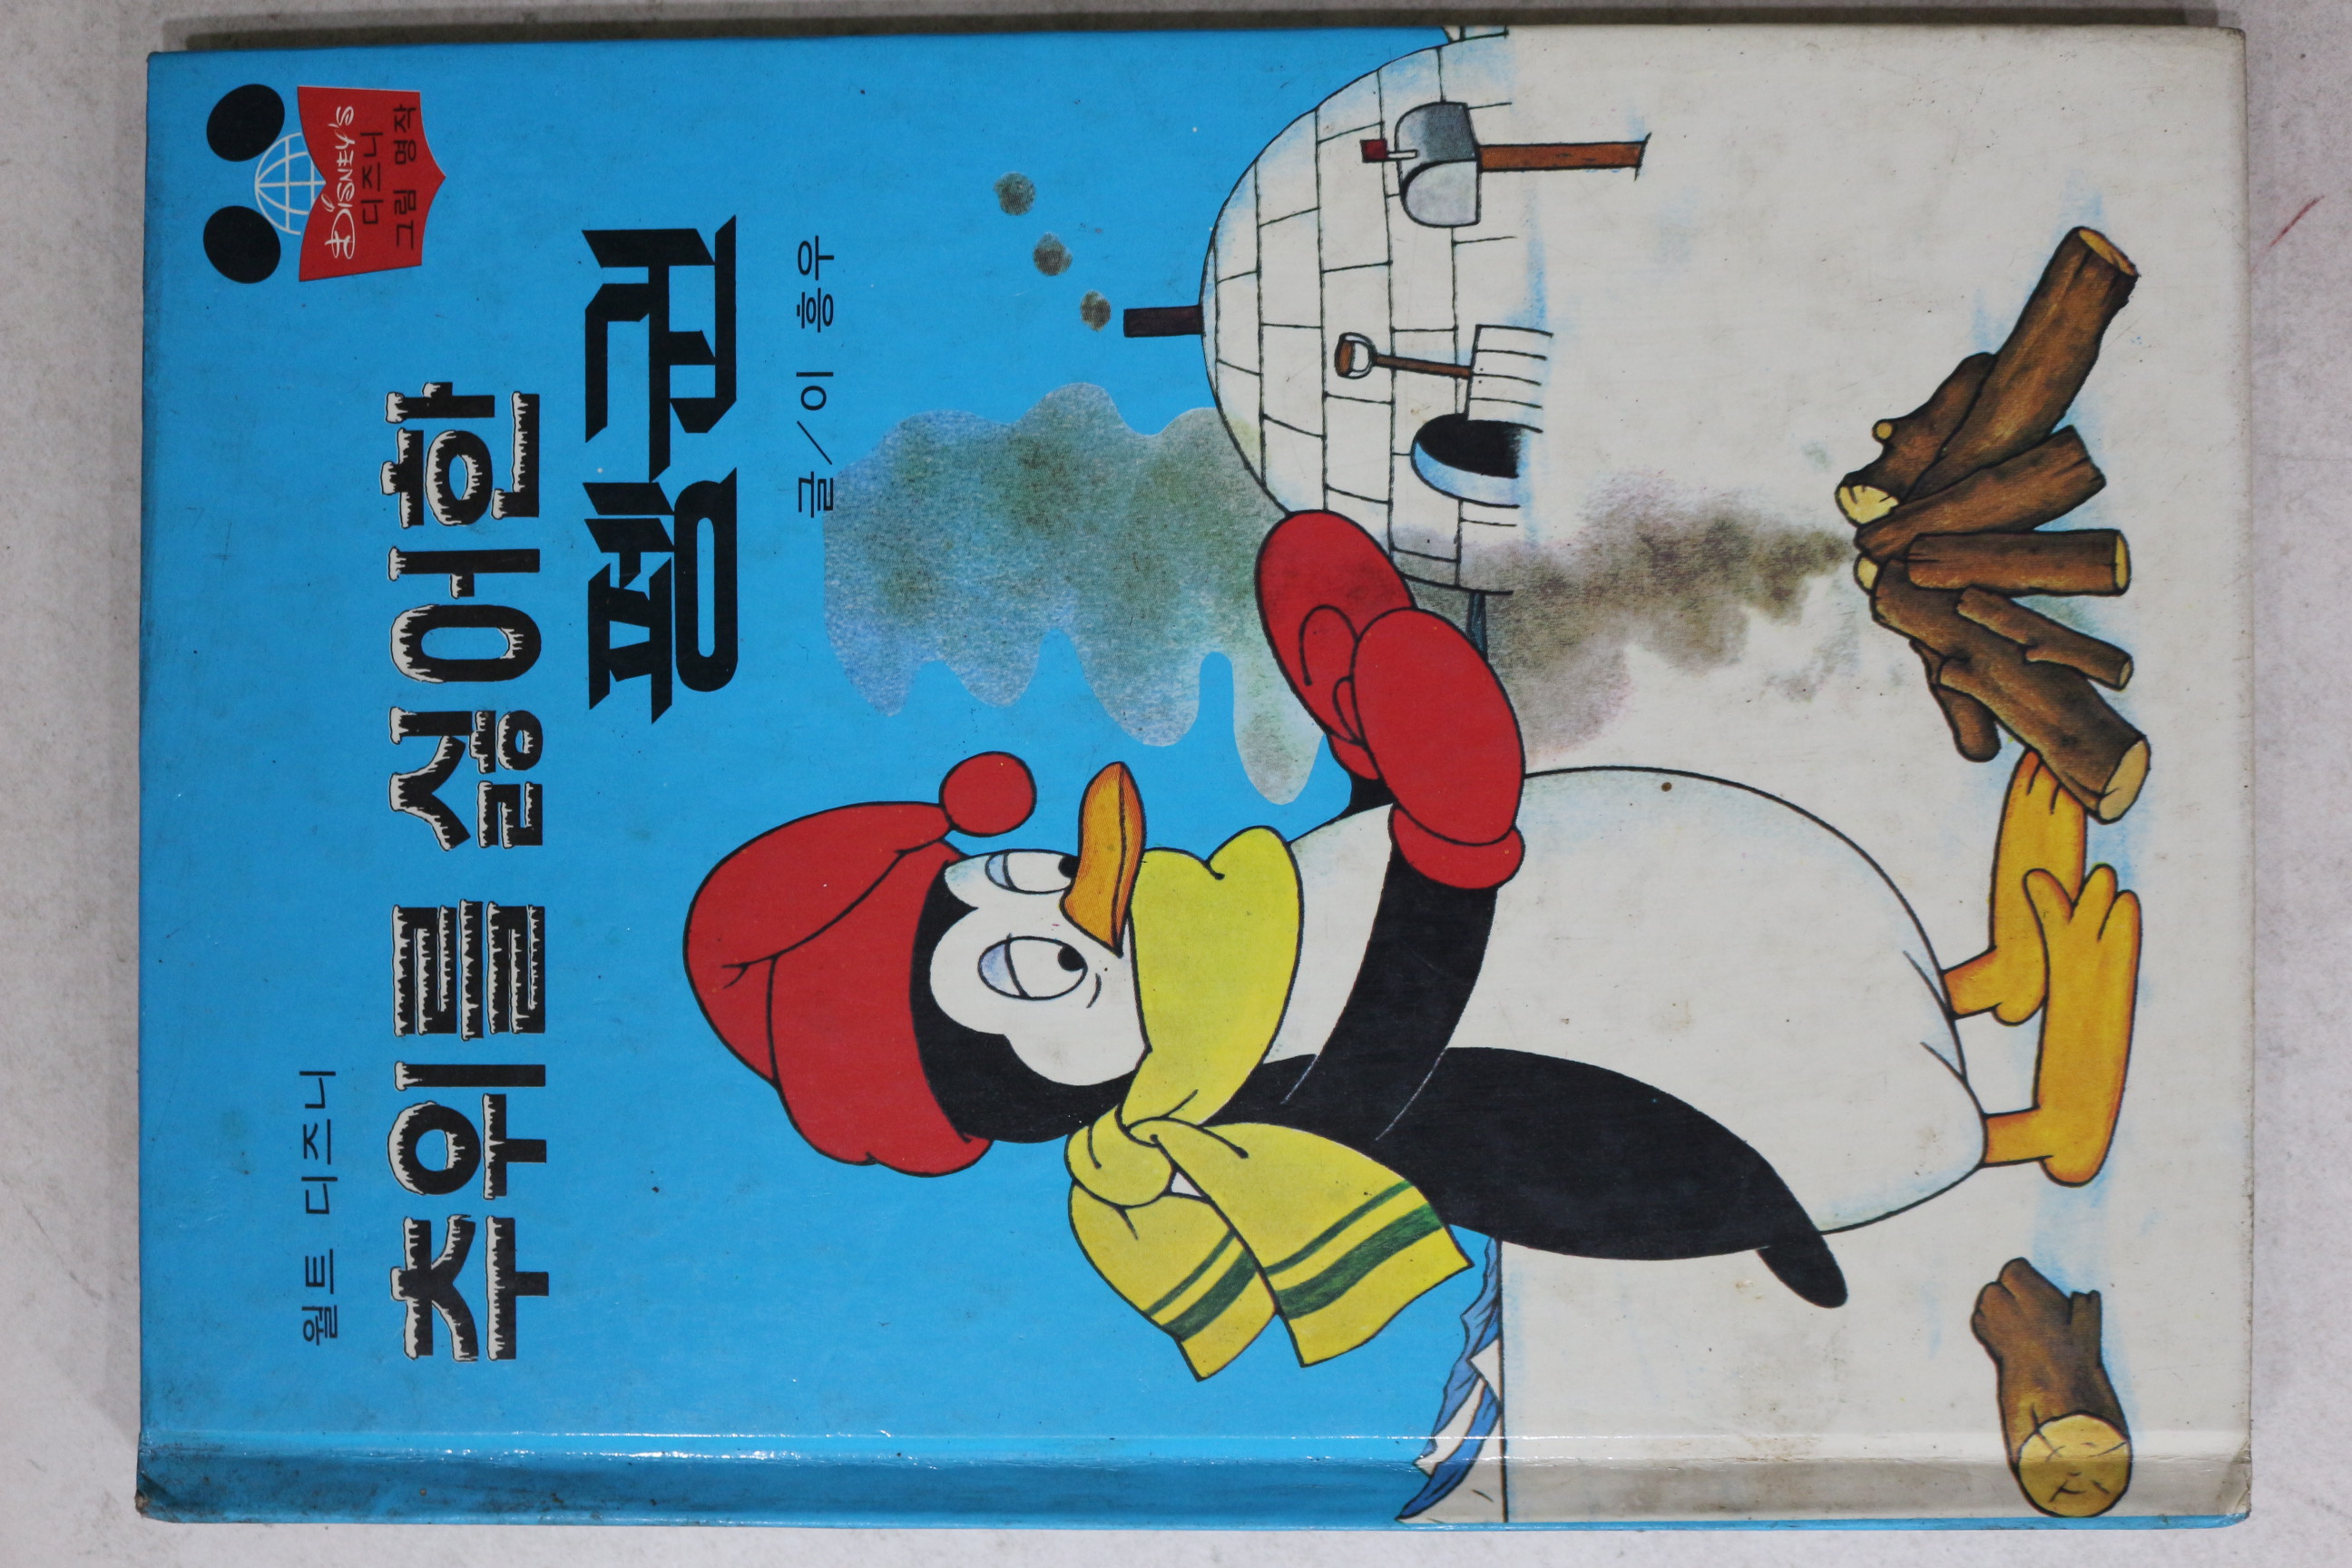 DISNEY'S
디즈니
그림 명작
월트 디즈니
추위를 싫어한
펭귄
글/이 흥우